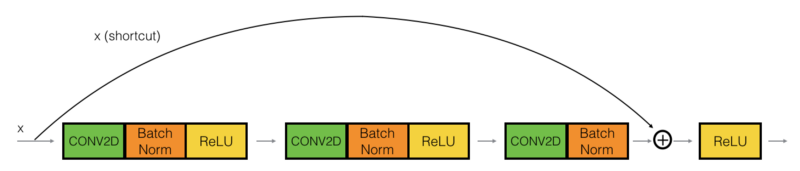 x (shortcut)
x
CONV2D
Batch
Norm
ReLU
CONV2D
Batch
Norm
ReLU
CONV2D
Batch
Norm
ReLU